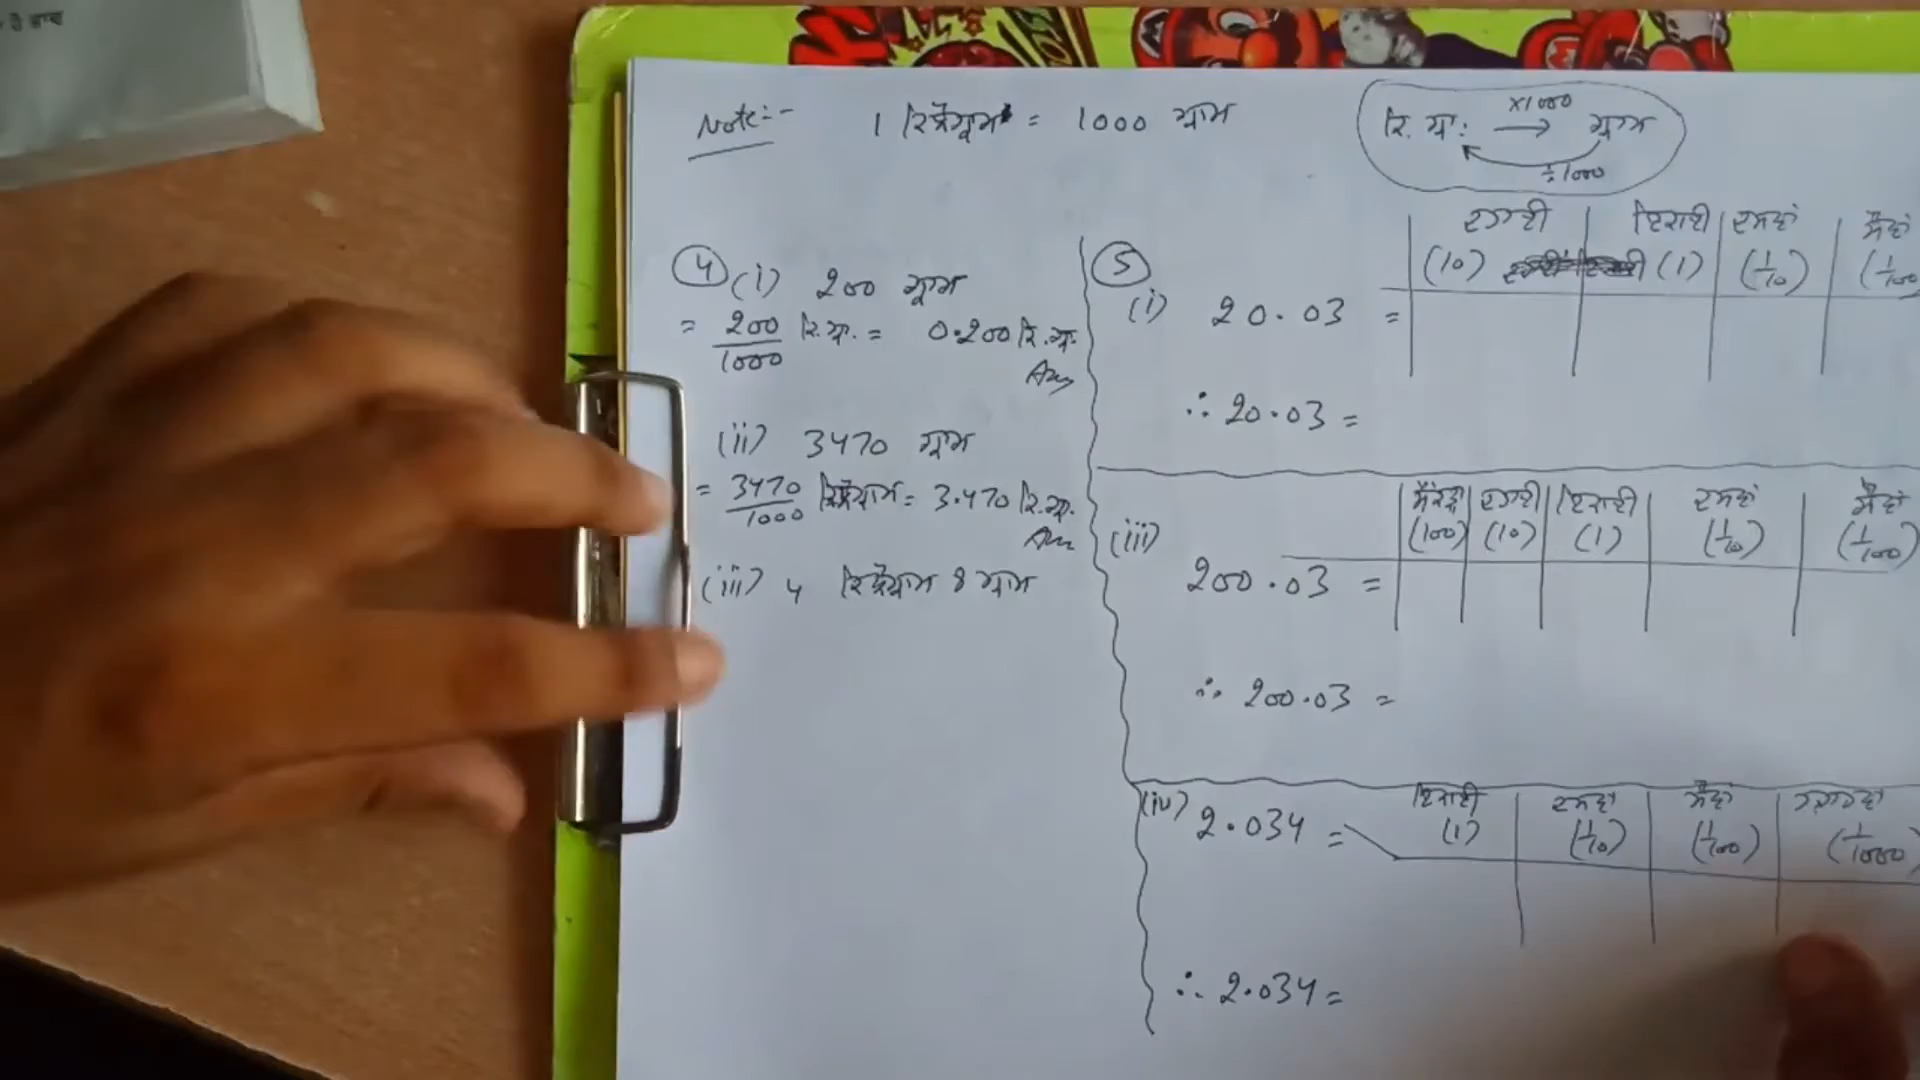 Note:- 1 ਕਿਲੋਗ੍ਰਾਮ = 1000 ਗ੍ਰਾਮ
ਕਿ. ਗ੍ਰਾ: ×1000 → ਗ੍ਰਾਮ
÷1000
④ (i) 200 ਗ੍ਰਾਮ
= 200/1000 ਕਿ.ਗ੍ਰਾ. = 0.200 ਕਿ.ਗ੍ਰਾ.
Ans
(ii) 3470 ਗ੍ਰਾਮ
= 3470/1000 ਕਿਲੋਗ੍ਰਾਮ = 3.470 ਕਿ.ਗ੍ਰਾ.
Ans
(iii) 4 ਕਿਲੋਗ੍ਰਾਮ 8 ਗ੍ਰਾਮ
⑤
ਦਹਾਈ ਇਕਾਈ ਦਸਵਾਂ ਸੌਵਾਂ
(10) (1) (1/10) (1/100
(i) 20.03 =
∴ 20.03 =
ਸੈਂਕੜਾ ਦਹਾਈ ਇਕਾਈ ਦਸਵਾਂ ਸੌਵਾਂ
(iii) (100) (10) (1) (1/10) (1/100)
200.03 =
∴ 200.03 =
ਇਕਾਈ ਦਸਵਾਂ ਸੌਵਾਂ ਹਜ਼ਾਰਵਾਂ
(iv) 2.034 = (1) (1/10) (1/100) (1/1000)
∴ 2.034 =